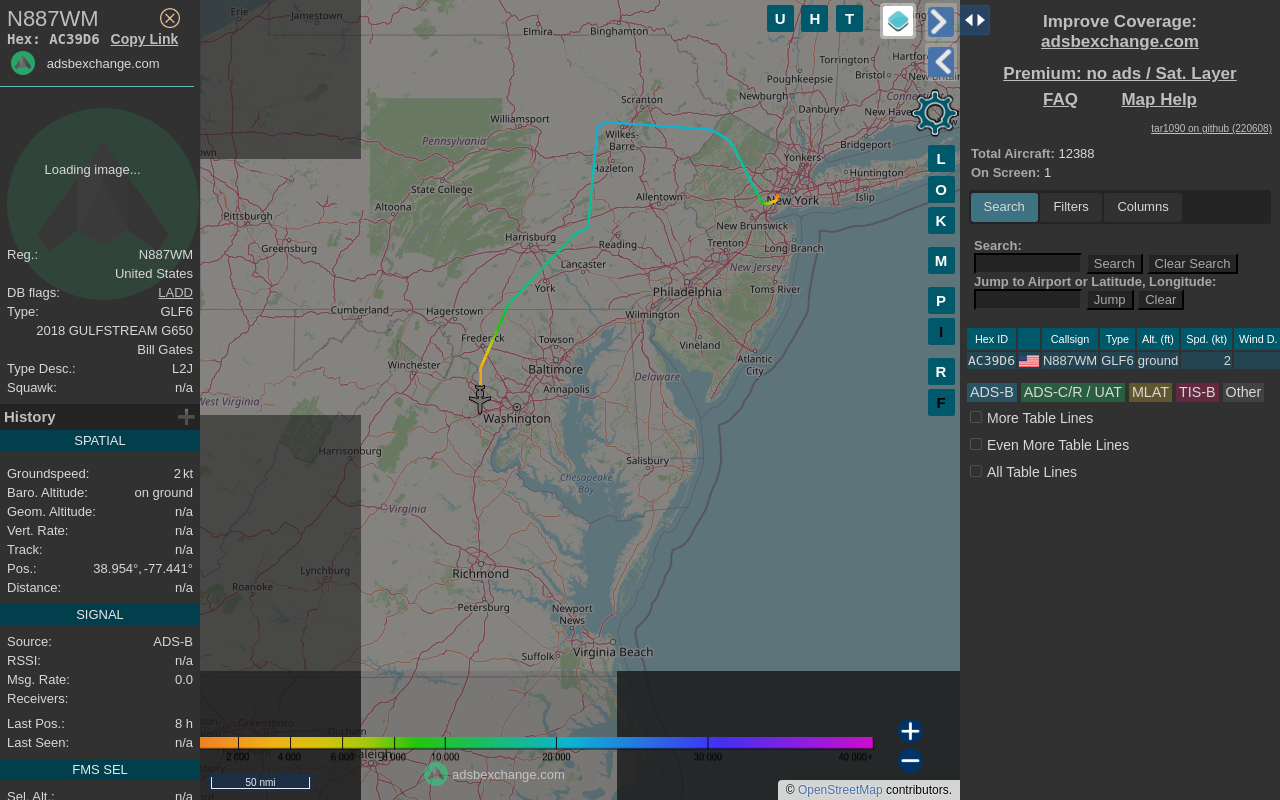 N887WM
Hex: AC39D6 Copy Link
adsbexchange.com
Loading image...
Reg.: N887WM
United States
DB flags: LADD
Type: GLF6
2018 GULFSTREAM G650
Bill Gates
Type Desc.: L2J
Squawk: n/a
History
SPATIAL
Groundspeed: 2 kt
Baro. Altitude: on ground
Geom. Altitude: n/a
Vert. Rate: n/a
Track: n/a
Pos.: 38.954°, -77.441°
Distance: n/a
SIGNAL
Source: ADS-B
RSSI: n/a
Msg. Rate: 0.0
Receivers:
Last Pos.: 8 h
Last Seen: n/a
FMS SEL
Sel. Alt.: n/a
U H T
L
O
K
M
P
I
R
F
Erie
Jamestown
Elmira
Binghamton
Torrington
Hartfor
Poughkeepsie
Bristol
New Britain
Scranton
Newburgh
Danbury
New Haven
Connecticut
Williamsport
Wilkes-
Barre
Pennsylvania
Bridgeport
Yonkers
Hazleton
Huntington
State College
Allentown
New York
Islip
Altoona
Pittsburgh
New Brunswick
Harrisburg
Reading
Trenton
Long Branch
Greensburg
Lancaster
New Jersey
York
Philadelphia
Toms River
Cumberland
Hagerstown
Wilmington
Frederick
Towson
Vineland
Atlantic
City
Winchester
Baltimore
Delaware
Annapolis
West Virginia
Washington
Harrisonburg
Salisbury
Chesapeake
Bay
Virginia
Lynchburg
Richmond
Roanoke
Petersburg
Newport
News
Virginia Beach
Suffolk
Greensboro
Durham
aleigh
2 000 4 000 6 000 8 000 10 000 20 000 30 000 40 000+
50 nmi
adsbexchange.com
© OpenStreetMap contributors.
Improve Coverage:
adsbexchange.com
Premium: no ads / Sat. Layer
FAQ Map Help
tar1090 on github (220608)
Total Aircraft: 12388
On Screen: 1
Search Filters Columns
Search:
Search Clear Search
Jump to Airport or Latitude, Longitude:
Jump Clear
Hex ID Callsign Type Alt. (ft) Spd. (kt) Wind D.
AC39D6 N887WM GLF6 ground 2
ADS-B ADS-C/R / UAT MLAT TIS-B Other
More Table Lines
Even More Table Lines
All Table Lines